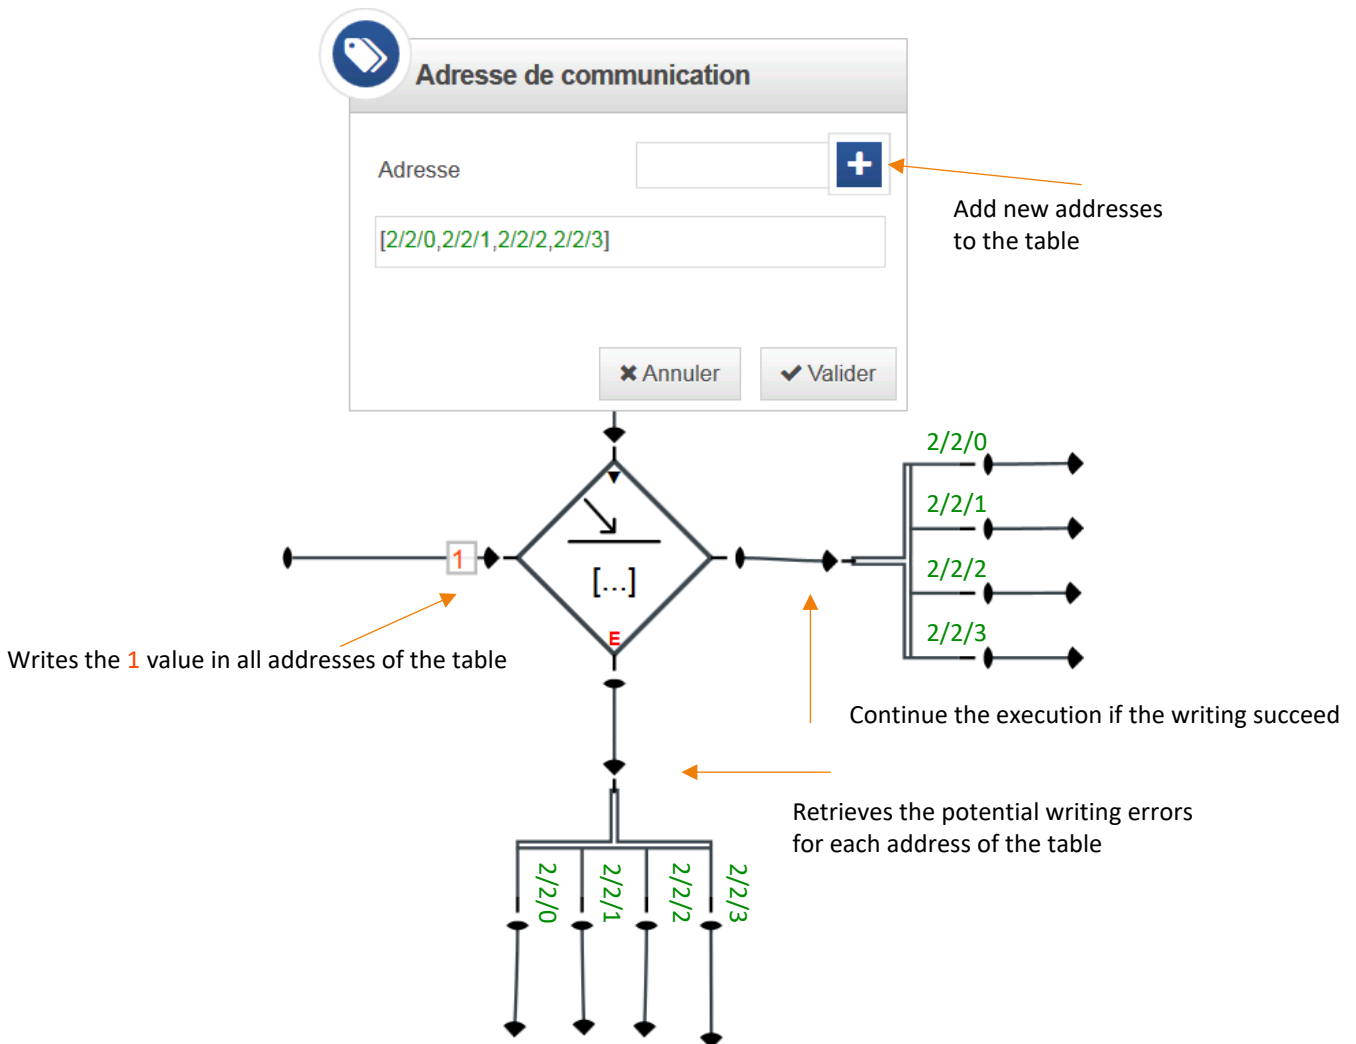 Adresse de communication
Adresse
Add new addresses
to the table
[2/2/0,2/2/1,2/2/2,2/2/3]
Annuler
Valider
2/2/0
2/2/1
2/2/2
2/2/3
1
[...]
E
Writes the 1 value in all addresses of the table
Continue the execution if the writing succeed
Retrieves the potential writing errors
for each address of the table
2/2/0
2/2/1
2/2/2
2/2/3